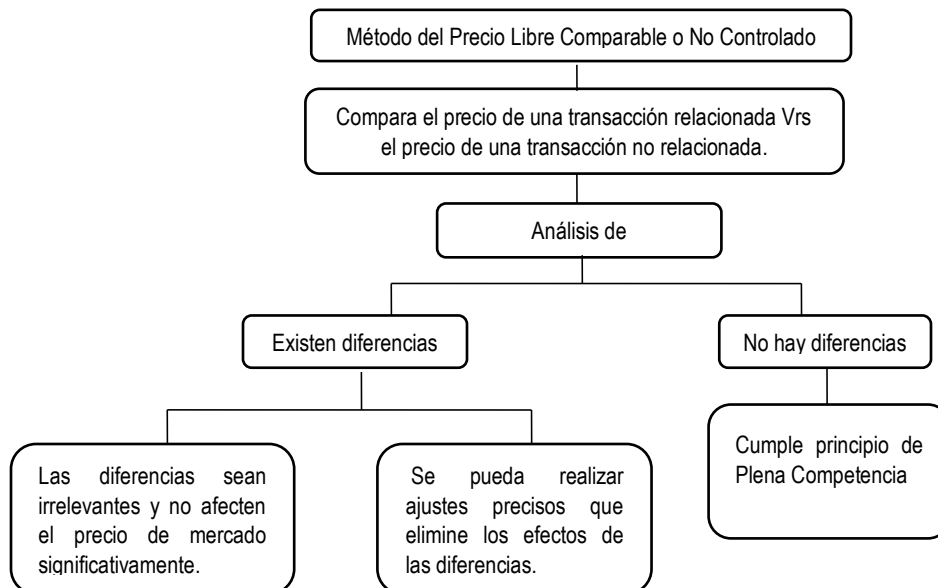 Método del Precio Libre Comparable o No Controlado
Compara el precio de una transacción relacionada Vrs
el precio de una transacción no relacionada.
Análisis de
Existen diferencias
No hay diferencias
Las diferencias sean
irrelevantes y no afecten
el precio de mercado
significativamente.
Se pueda realizar
ajustes precisos que
elimine los efectos de
las diferencias.
Cumple principio de
Plena Competencia